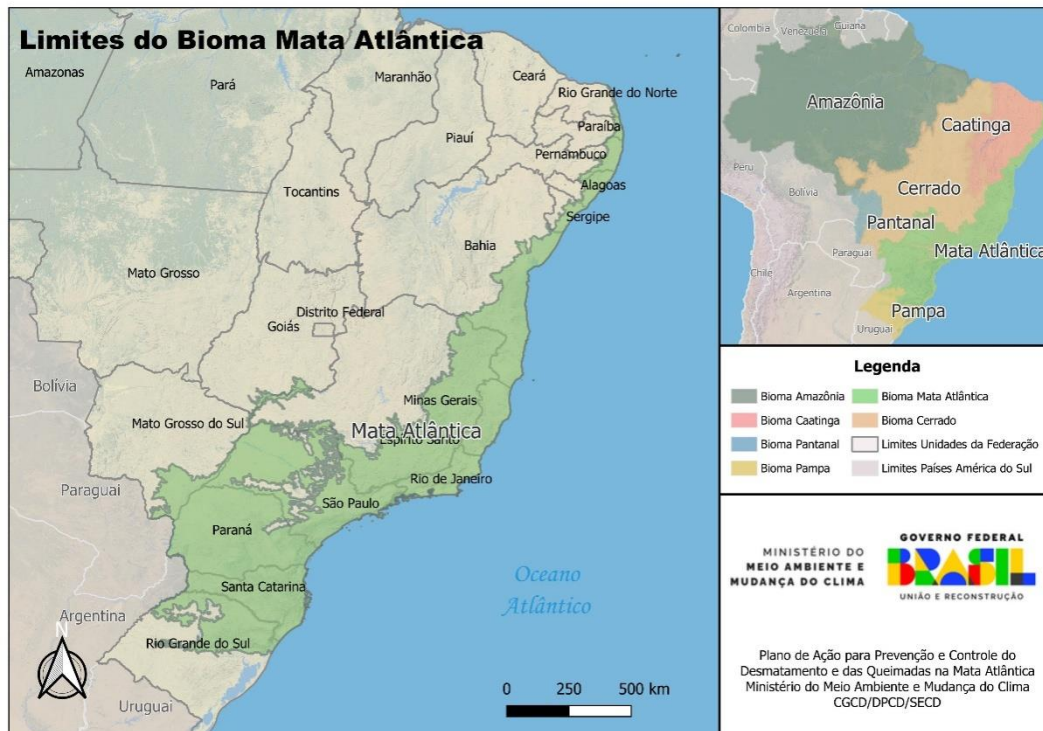 Limites do Bioma Mata Atlântica
Amazonas
Pará
Maranhão
Ceará
Rio Grande do Norte
Paraíba
Piauí
Pernambuco
Tocantins
Alagoas
Sergipe
Bahia
Mato Grosso
Distrito Federal
Goiás
Bolívia
Minas Gerais
Mato Grosso do Sul
Mata Atlântica
Espírito Santo
Rio de Janeiro
Paraguai
São Paulo
Paraná
Oceano
Atlântico
Santa Catarina
Argentina
N
Rio Grande do Sul
Uruguai
0 250 500 km
Colombia
Venezuela
Guiana
Amazônia
Caatinga
Peru
Cerrado
Bolívia
Pantanal
Mata Atlântica
Paraguai
Chile
Argentina
Pampa
Uruguai
Legenda
Bioma Amazônia
Bioma Mata Atlântica
Bioma Caatinga
Bioma Cerrado
Bioma Pantanal
Limites Unidades da Federação
Bioma Pampa
Limites Países América do Sul
MINISTÉRIO DO
MEIO AMBIENTE E
MUDANÇA DO CLIMA
GOVERNO FEDERAL
BRASIL
UNIÃO E RECONSTRUÇÃO
Plano de Ação para Prevenção e Controle do
Desmatamento e das Queimadas na Mata Atlântica
Ministério do Meio Ambiente e Mudança do Clima
CGCD/DPCD/SECD